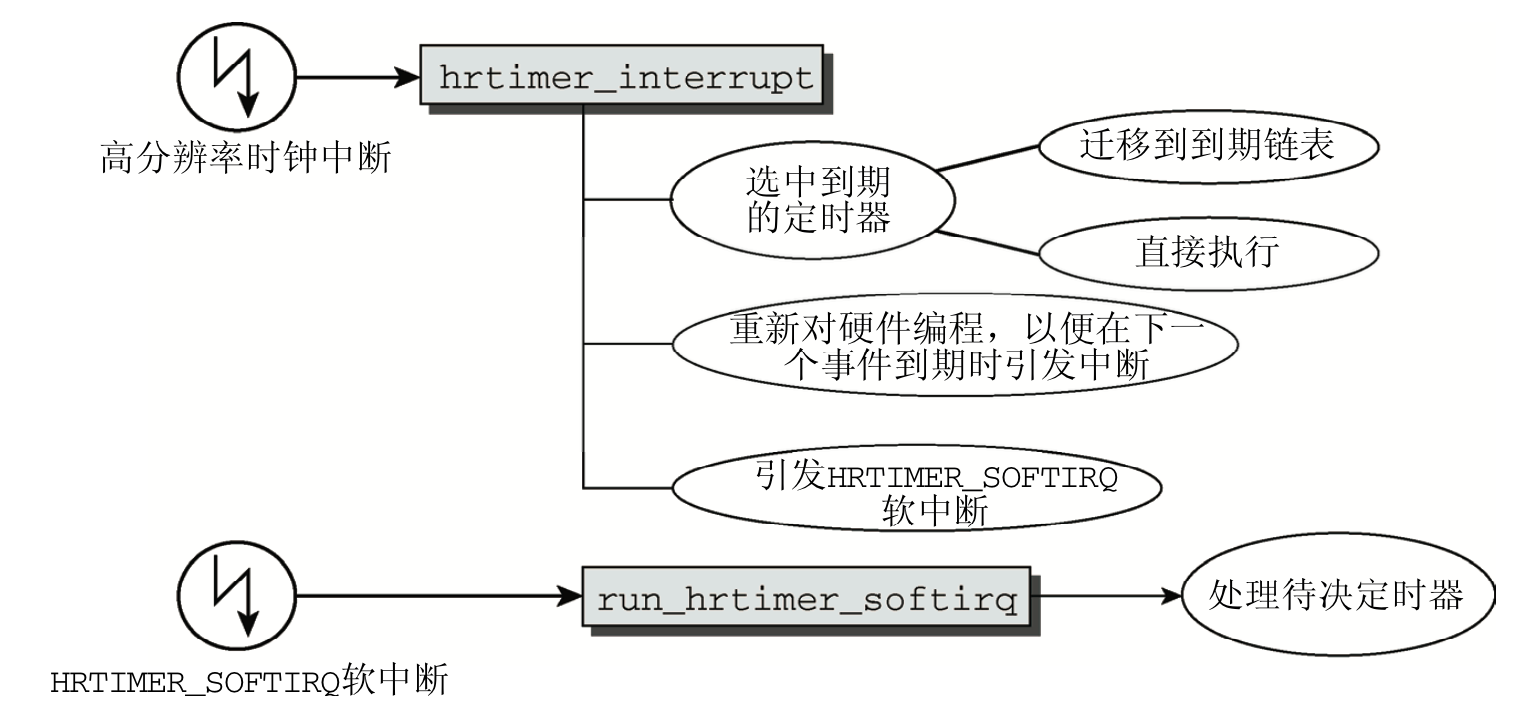 hrtimer_interrupt
高分辨率时钟中断
选中到期
的定时器
迁移到到期链表
直接执行
重新对硬件编程，以便在下一
个事件到期时引发中断
引发HRTIMER_SOFTIRQ
软中断
run_hrtimer_softirq
处理待决定时器
HRTIMER_SOFTIRQ软中断